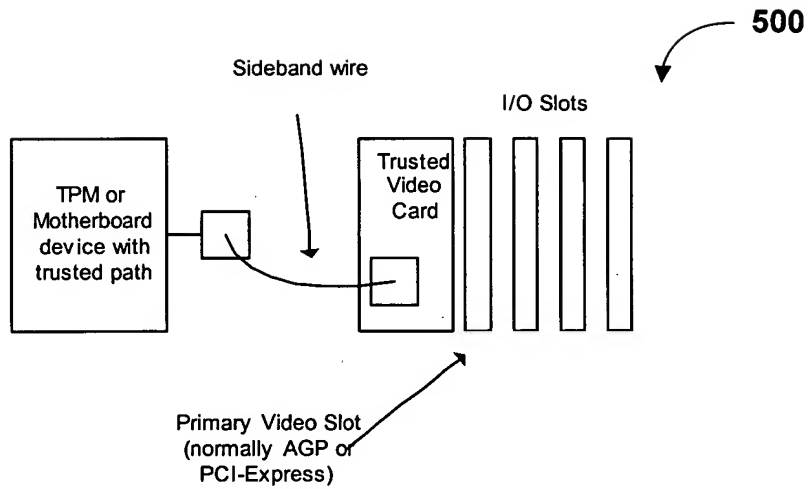 500
Sideband wire
I/O Slots
TPM or
Motherboard
device with
trusted path
Trusted
Video
Card
Primary Video Slot
(normally AGP or
PCI-Express)